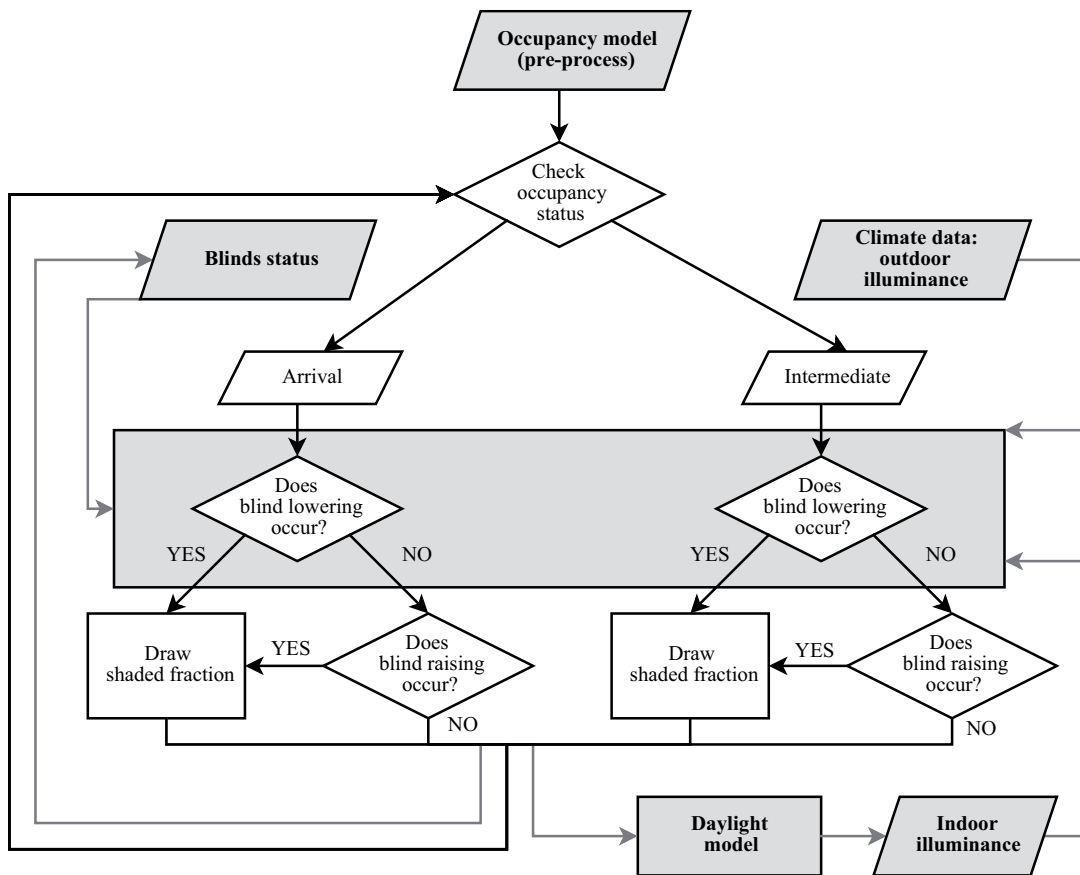 Occupancy model
(pre-process)
Check
occupancy
status
Blinds status
Climate data:
outdoor
illuminance
Arrival
Intermediate
Does
blind lowering
occur?
Does
blind lowering
occur?
YES
NO
YES
NO
Draw
shaded fraction
YES
Does
blind raising
occur?
Draw
shaded fraction
YES
Does
blind raising
occur?
NO
NO
Daylight
model
Indoor
illuminance